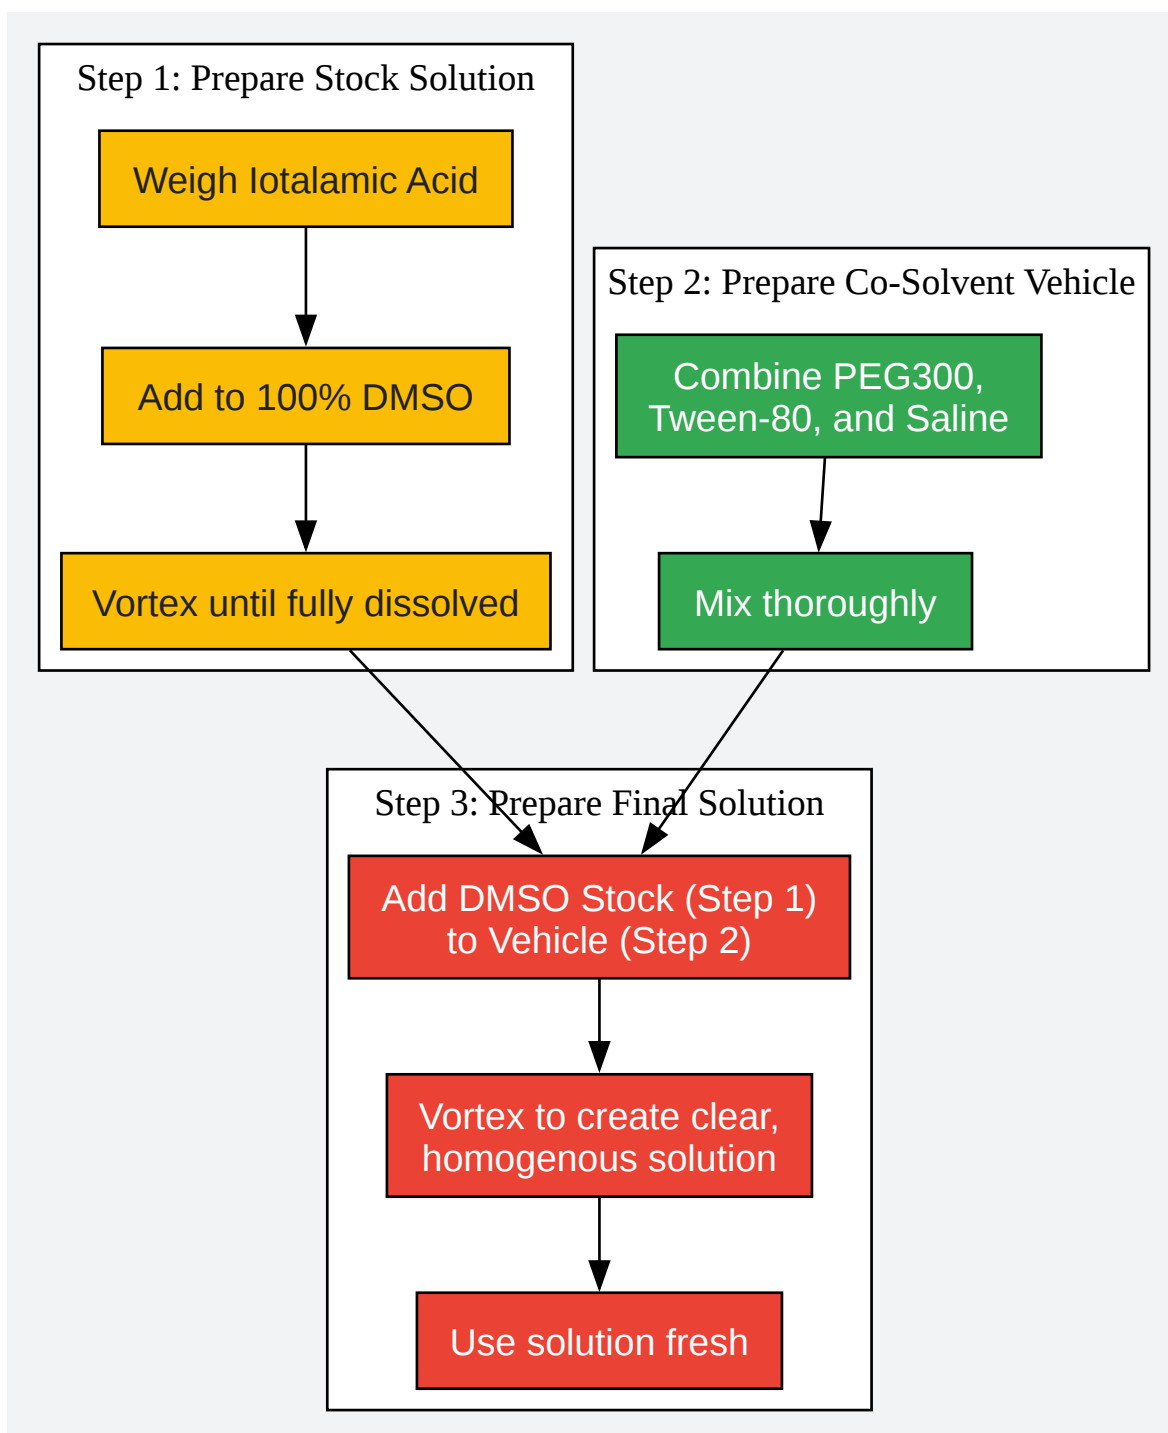 Step 1: Prepare Stock Solution
Weigh Iotalamic Acid
Add to 100% DMSO
Vortex until fully dissolved
Step 2: Prepare Co-Solvent Vehicle
Combine PEG300,
Tween-80, and Saline
Mix thoroughly
Step 3: Prepare Final Solution
Add DMSO Stock (Step 1)
to Vehicle (Step 2)
Vortex to create clear,
homogenous solution
Use solution fresh